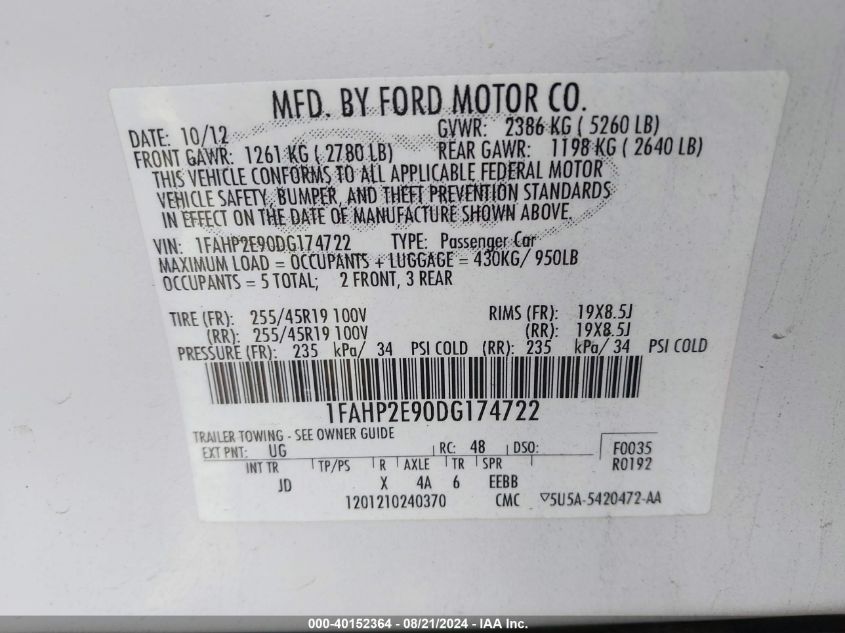 MFD. BY FORD MOTOR CO.
DATE: 10/12 GVWR: 2386 KG ( 5260 LB)
FRONT GAWR: 1261 KG ( 2780 LB) REAR GAWR: 1198 KG ( 2640 LB)
THIS VEHICLE CONFORMS TO ALL APPLICABLE FEDERAL MOTOR
VEHICLE SAFETY, BUMPER, AND THEFT PREVENTION STANDARDS
IN EFFECT ON THE DATE OF MANUFACTURE SHOWN ABOVE.
VIN: 1FAHP2E90DG174722 TYPE: Passenger Car
MAXIMUM LOAD = OCCUPANTS + LUGGAGE = 430KG/ 950LB
OCCUPANTS = 5 TOTAL; 2 FRONT, 3 REAR
TIRE (FR): 255/45R19 100V RIMS (FR): 19X8.5J
(RR): 255/45R19 100V (RR): 19X8.5J
PRESSURE (FR): 235 kPa/ 34 PSI COLD (RR): 235 kPa/ 34 PSI COLD
1FAHP2E90DG174722
TRAILER TOWING - SEE OWNER GUIDE
EXT PNT: UG RC: 48 DSO: F0035
INT TR TP/PS R AXLE TR SPR R0192
JD X 4A 6 EEBB
1201210240370 CMC ▽5U5A-5420472-AA
000-40152364 - 08/21/2024 - IAA Inc.